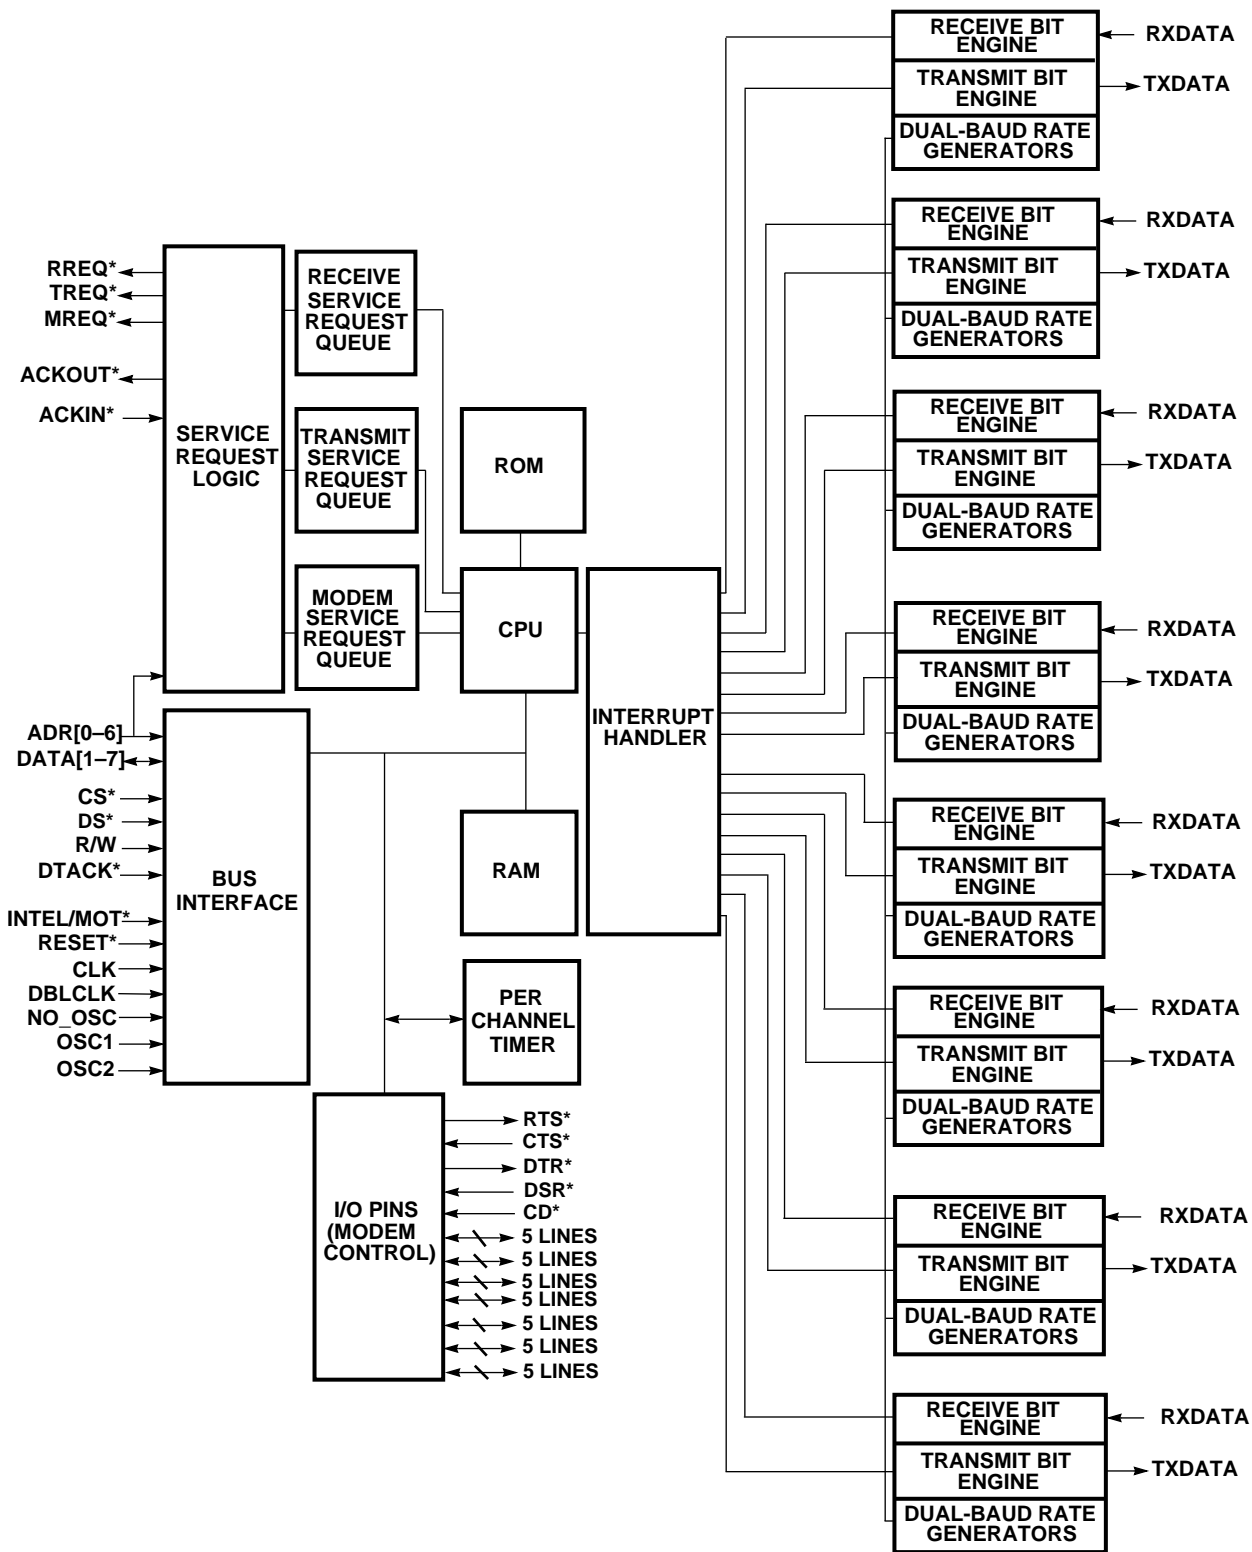 RREQ*
TREQ*
MREQ*
ACKOUT*
ACKIN*
SERVICE
REQUEST
LOGIC
RECEIVE
SERVICE
REQUEST
QUEUE
TRANSMIT
SERVICE
REQUEST
QUEUE
MODEM
SERVICE
REQUEST
QUEUE
ROM
CPU
RAM
INTERRUPT
HANDLER
ADR[0–6]
DATA[1–7]
CS*
DS*
R/W
DTACK*
INTEL/MOT*
RESET*
CLK
DBLCLK
NO_OSC
OSC1
OSC2
BUS
INTERFACE
PER
CHANNEL
TIMER
I/O PINS
(MODEM
CONTROL)
RTS*
CTS*
DTR*
DSR*
CD*
5 LINES
5 LINES
5 LINES
5 LINES
5 LINES
5 LINES
5 LINES
RECEIVE BIT
ENGINE
RXDATA
TRANSMIT BIT
ENGINE
TXDATA
DUAL-BAUD RATE
GENERATORS
RECEIVE BIT
ENGINE
RXDATA
TRANSMIT BIT
ENGINE
TXDATA
DUAL-BAUD RATE
GENERATORS
RECEIVE BIT
ENGINE
RXDATA
TRANSMIT BIT
ENGINE
TXDATA
DUAL-BAUD RATE
GENERATORS
RECEIVE BIT
ENGINE
RXDATA
TRANSMIT BIT
ENGINE
TXDATA
DUAL-BAUD RATE
GENERATORS
RECEIVE BIT
ENGINE
RXDATA
TRANSMIT BIT
ENGINE
TXDATA
DUAL-BAUD RATE
GENERATORS
RECEIVE BIT
ENGINE
RXDATA
TRANSMIT BIT
ENGINE
TXDATA
DUAL-BAUD RATE
GENERATORS
RECEIVE BIT
ENGINE
RXDATA
TRANSMIT BIT
ENGINE
TXDATA
DUAL-BAUD RATE
GENERATORS
RECEIVE BIT
ENGINE
RXDATA
TRANSMIT BIT
ENGINE
TXDATA
DUAL-BAUD RATE
GENERATORS